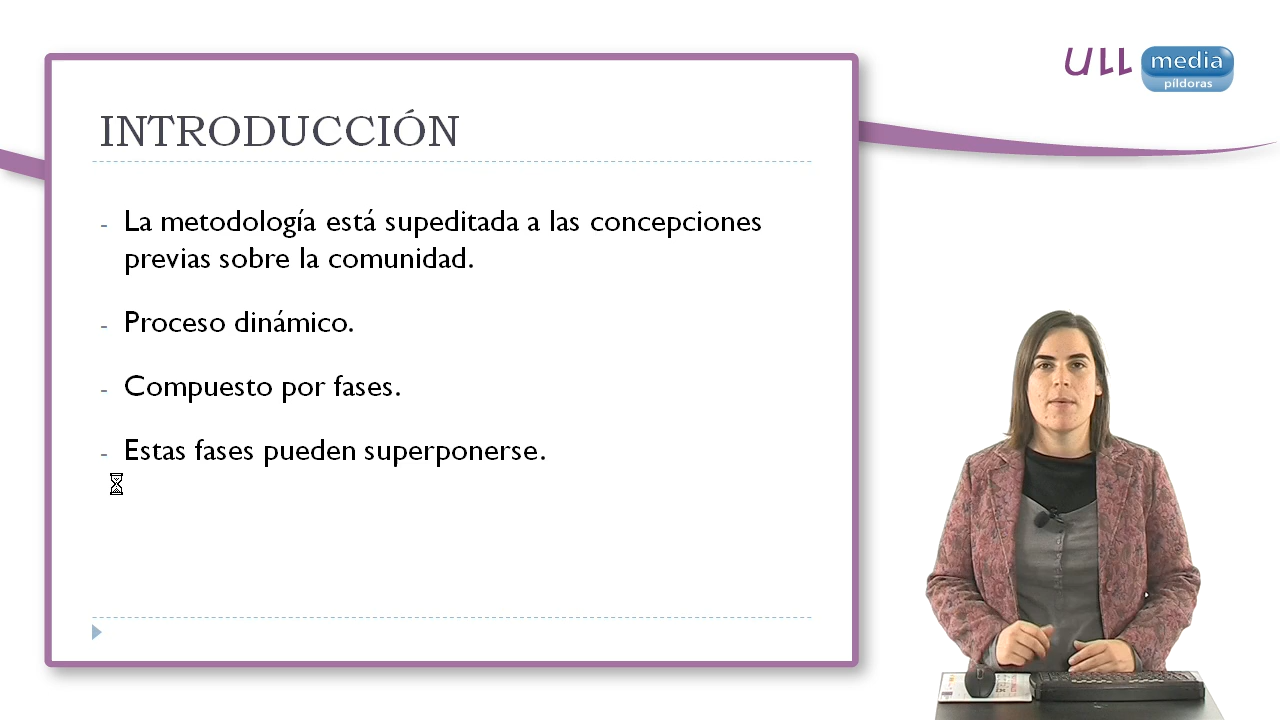 ULL media
píldoras
INTRODUCCIÓN
- La metodología está supeditada a las concepciones
previas sobre la comunidad.
- Proceso dinámico.
- Compuesto por fases.
- Estas fases pueden superponerse.